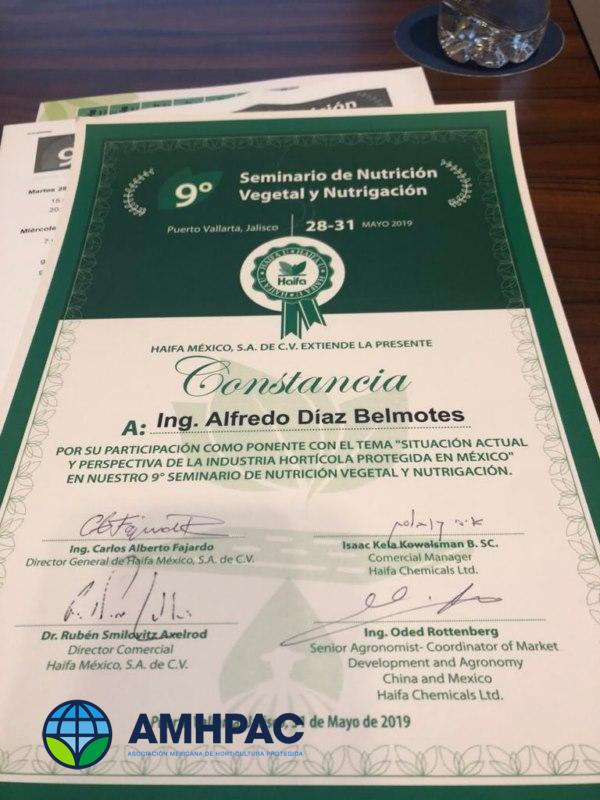 9º
Seminario de Nutrición
Vegetal y Nutrigación
Puerto Vallarta, Jalisco
28-31 MAYO 2019
Haifa
HAIFA MÉXICO, S.A. DE C.V. EXTIENDE LA PRESENTE
Constancia
A: Ing. Alfredo Díaz Belmotes
POR SU PARTICIPACIÓN COMO PONENTE CON EL TEMA "SITUACIÓN ACTUAL
Y PERSPECTIVA DE LA INDUSTRIA HORTÍCOLA PROTEGIDA EN MÉXICO"
EN NUESTRO 9° SEMINARIO DE NUTRICIÓN VEGETAL Y NUTRIGACIÓN.
Ing. Carlos Alberto Fajardo
Director General de Haifa México, S.A. de C.V.
Isaac Kela Kowalsman B. SC.
Comercial Manager
Haifa Chemicals Ltd.
Dr. Rubén Smilovitz Axelrod
Director Comercial
Haifa México, S.A. de C.V.
Ing. Oded Rottenberg
Senior Agronomist- Coordinator of Market
Development and Agronomy
China and Mexico
Haifa Chemicals Ltd.
de Mayo de 2019
AMHPAC
ASOCIACIÓN MEXICANA DE HORTICULTURA PROTEGIDA
Martes 28
Miércole